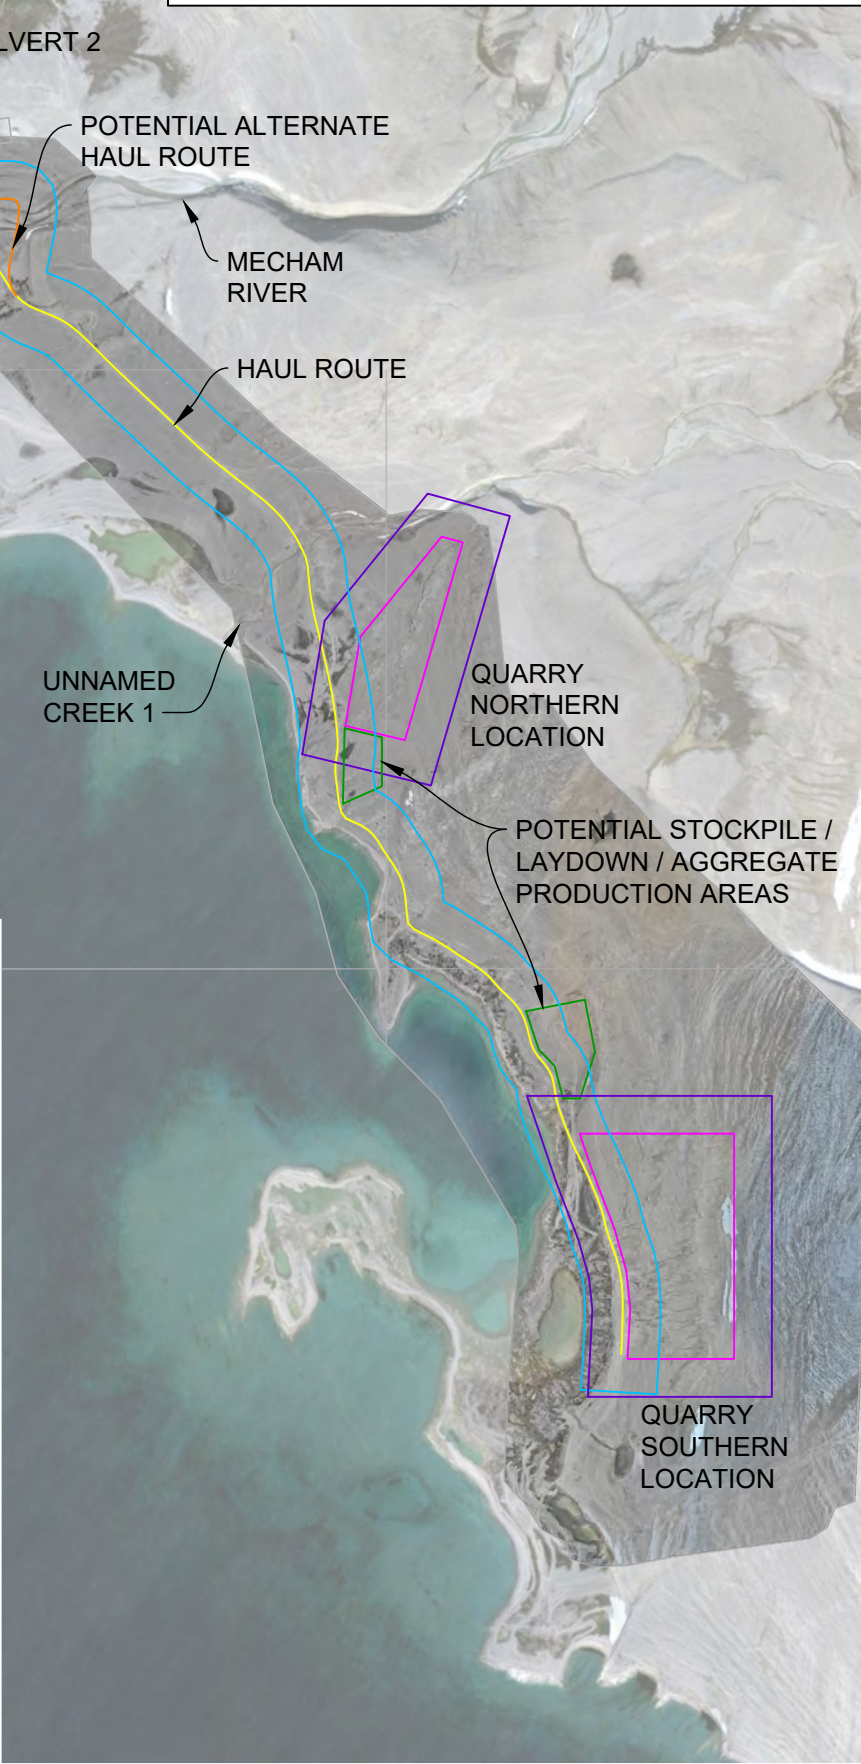 LVERT 2
POTENTIAL ALTERNATE
HAUL ROUTE
MECHAM
RIVER
HAUL ROUTE
UNNAMED
CREEK 1
QUARRY
NORTHERN
LOCATION
POTENTIAL STOCKPILE /
LAYDOWN / AGGREGATE
PRODUCTION AREAS
QUARRY
SOUTHERN
LOCATION